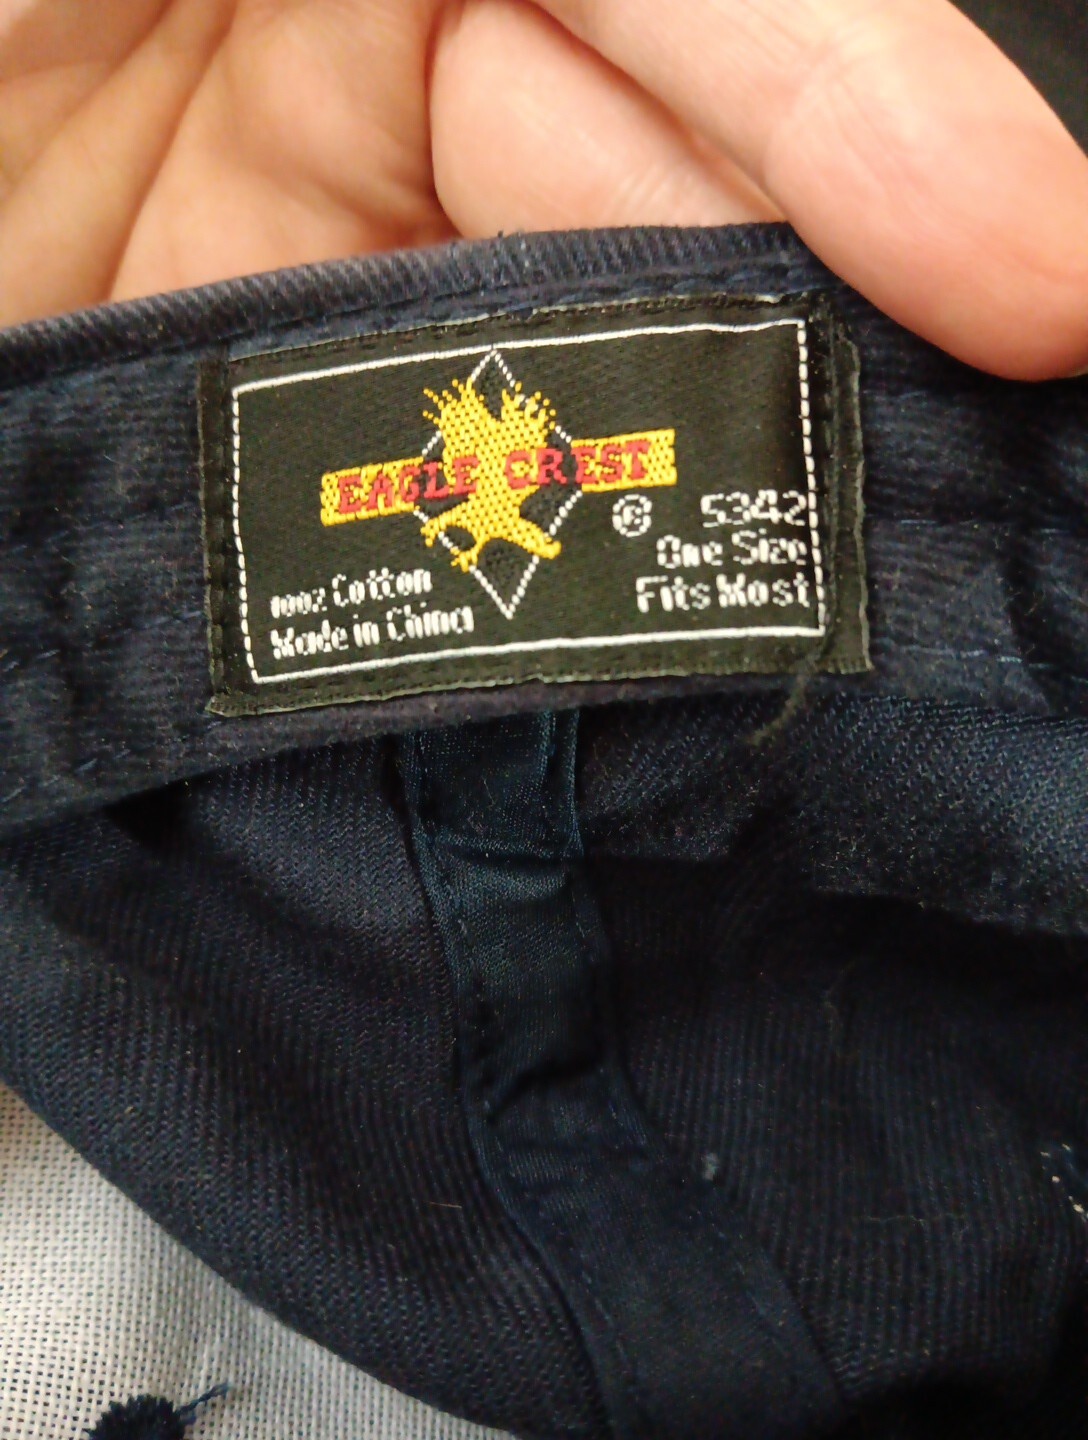 EAGLE CREST
® 5342
One Size
Fits Most
100% Cotton
Made in China